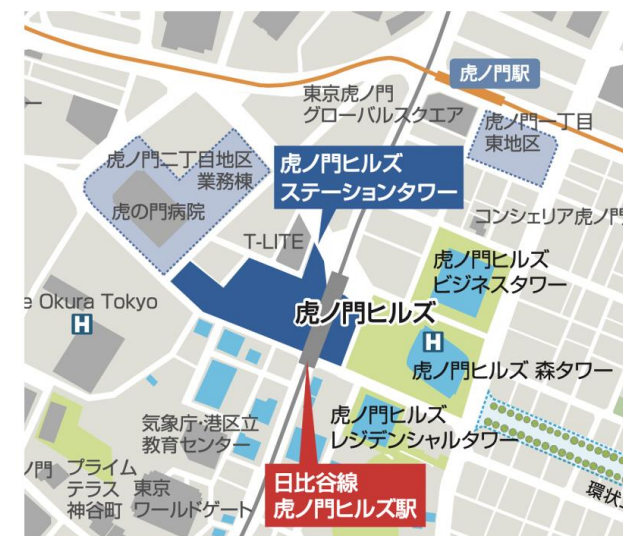 虎ノ門駅
東京虎ノ門
グローバルスクエア
虎ノ門一丁目
東地区
虎ノ門二丁目地区
業務棟
虎の門病院
虎ノ門ヒルズ
ステーションタワー
コンシェリア虎ノ門
T-LITE
虎ノ門ヒルズ
ビジネスタワー
e Okura Tokyo
H
虎ノ門ヒルズ
H
虎ノ門ヒルズ 森タワー
虎ノ門ヒルズ
レジデンシャルタワー
気象庁・港区立
教育センター
ノ門
プライム
テラス
神谷町
東京
ワールドゲート
日比谷線
虎ノ門ヒルズ駅
環状